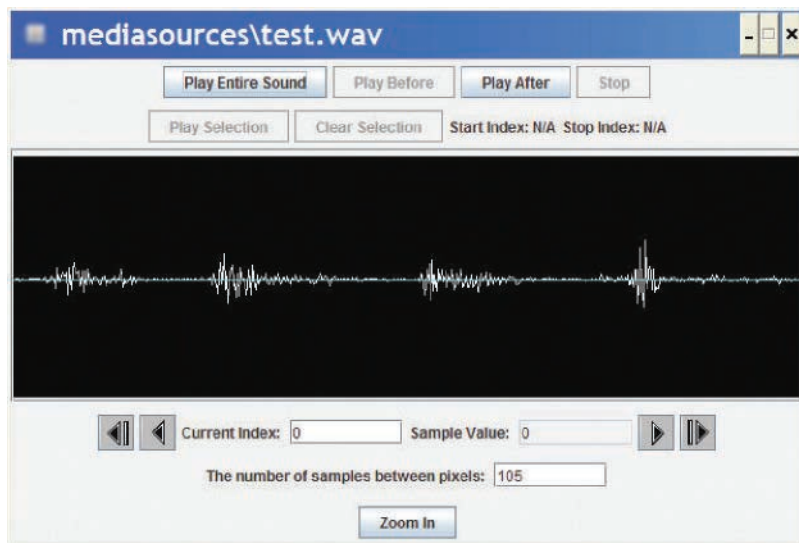 mediasources\test.wav
Play Entire Sound Play Before Play After Stop
Play Selection Clear Selection Start Index: N/A Stop Index: N/A
Current Index: 0 Sample Value: 0
The number of samples between pixels: 105
Zoom In